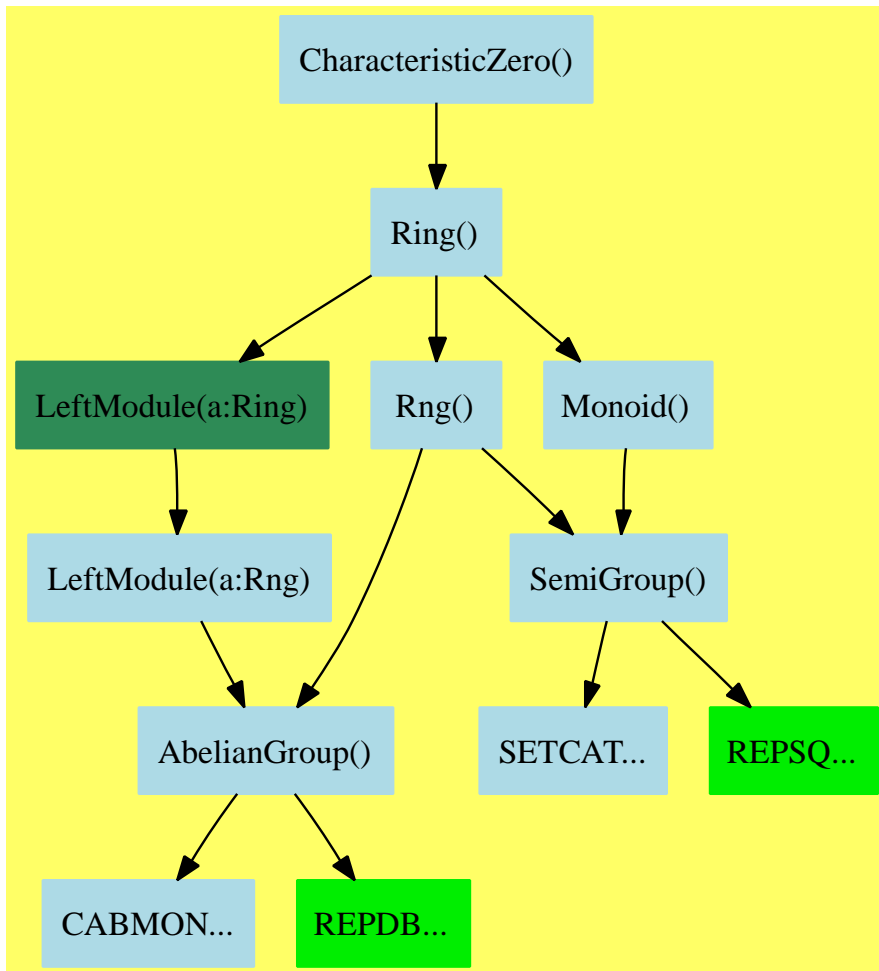 CharacteristicZero()
Ring()
LeftModule(a:Ring)
Rng()
Monoid()
LeftModule(a:Rng)
SemiGroup()
AbelianGroup()
SETCAT...
REPSQ...
CABMON...
REPDB...